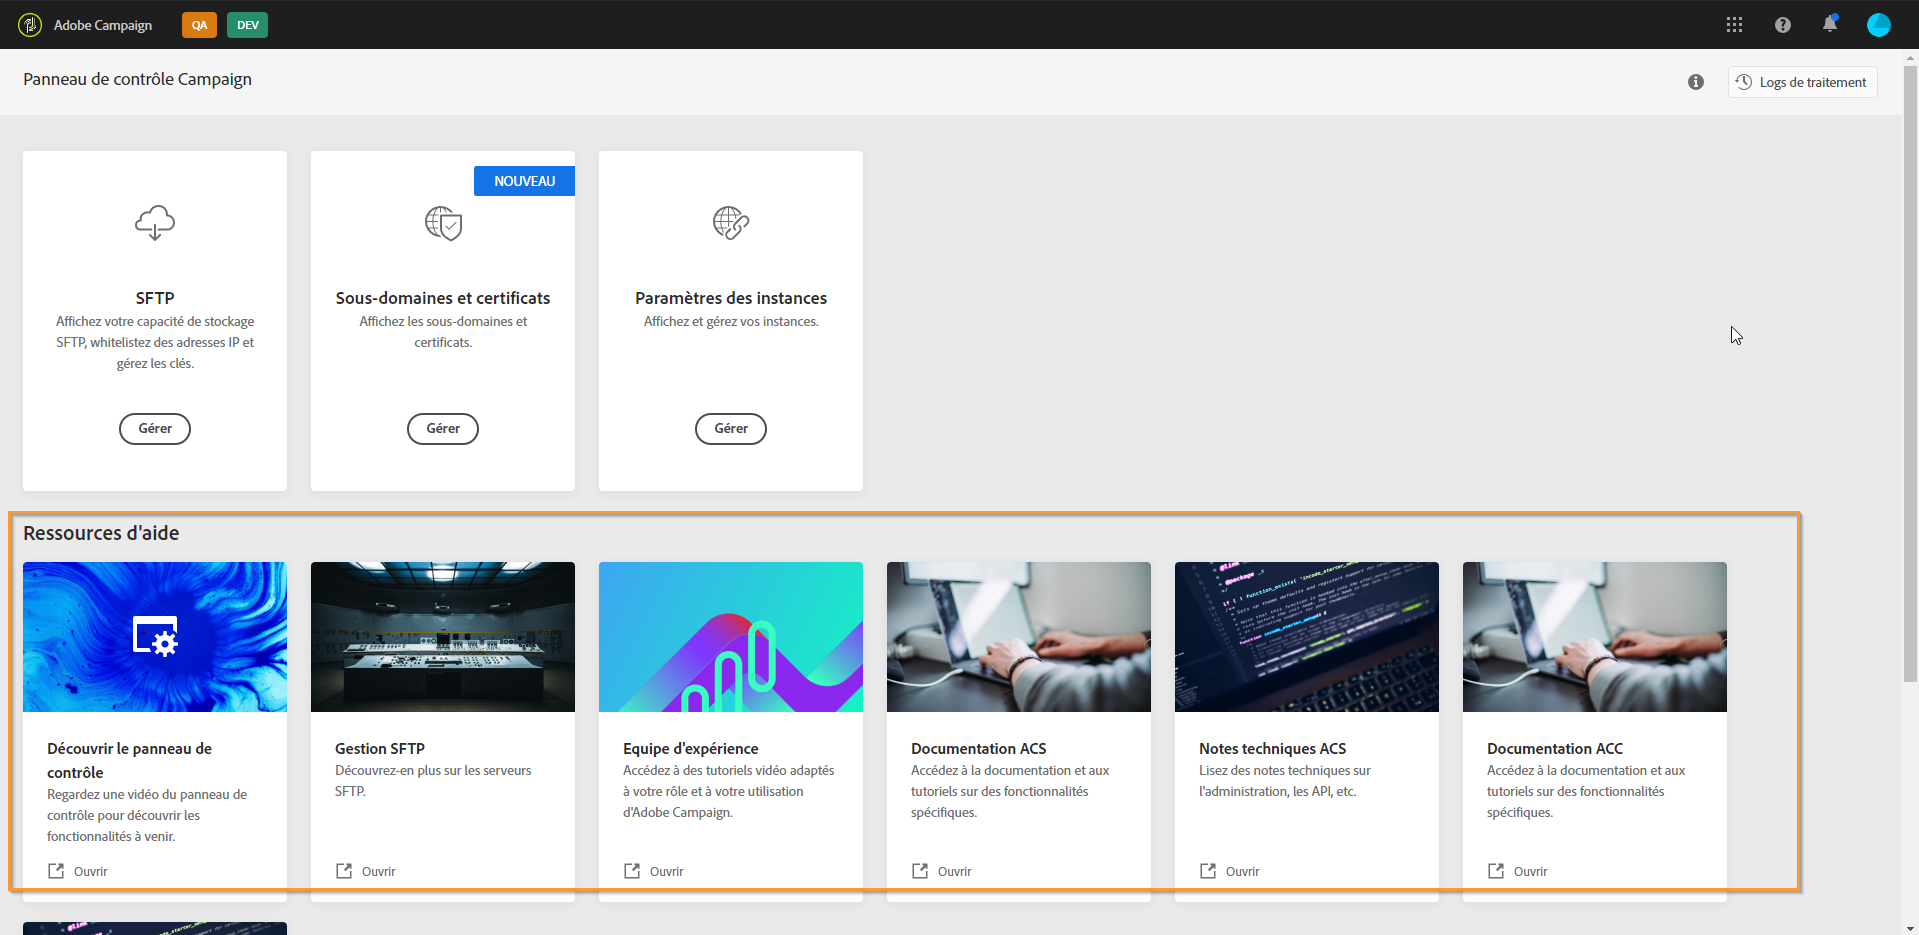 Adobe Campaign QA DEV
Panneau de contrôle Campaign
Logs de traitement
SFTP
Affichez votre capacité de stockage
SFTP, whitelistez des adresses IP et
gérez les clés.
Gérer
NOUVEAU
Sous-domaines et certificats
Affichez les sous-domaines et
certificats.
Gérer
Paramètres des instances
Affichez et gérez vos instances.
Gérer
Ressources d'aide
Découvrir le panneau de
contrôle
Regardez une vidéo du panneau de
contrôle pour découvrir les
fonctionnalités à venir.
Ouvrir
Gestion SFTP
Découvrez-en plus sur les serveurs
SFTP.
Ouvrir
Equipe d'expérience
Accédez à des tutoriels vidéo adaptés
à votre rôle et à votre utilisation
d'Adobe Campaign.
Ouvrir
Documentation ACS
Accédez à la documentation et aux
tutoriels sur des fonctionnalités
spécifiques.
Ouvrir
@package
Notes techniques ACS
Lisez des notes techniques sur
l'administration, les API, etc.
Ouvrir
Documentation ACC
Accédez à la documentation et aux
tutoriels sur des fonctionnalités
spécifiques.
Ouvrir